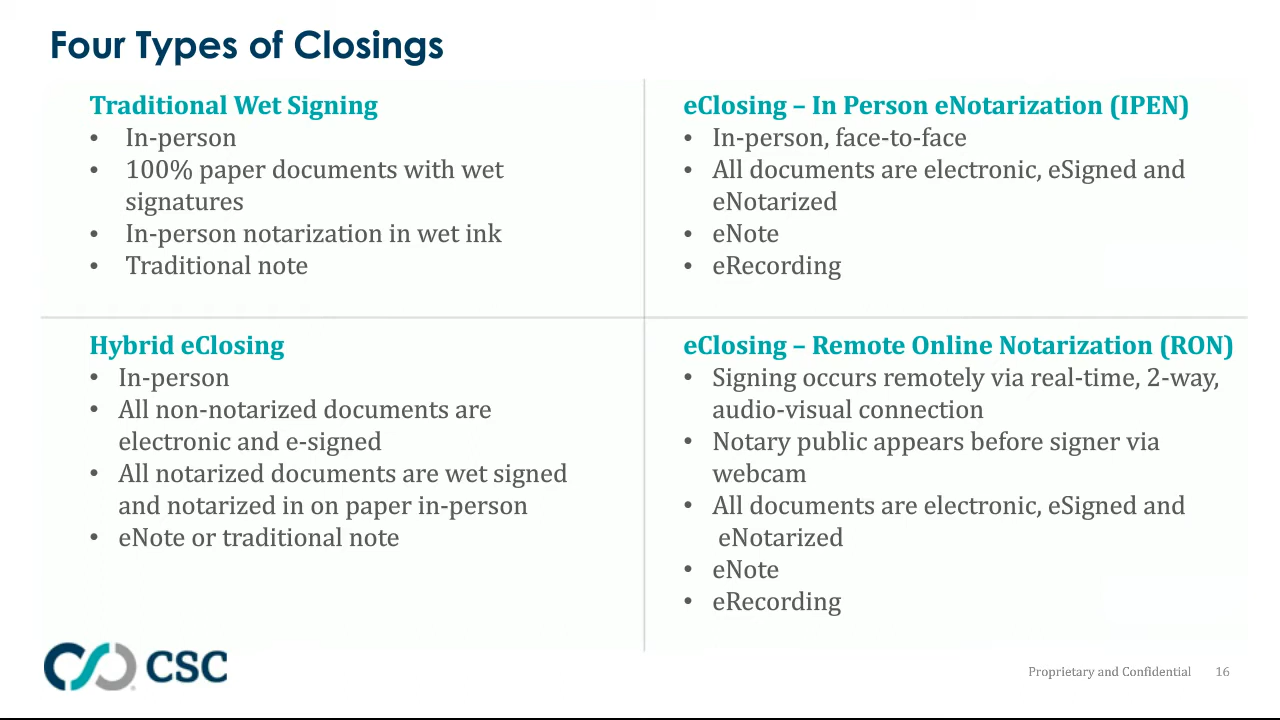 Four Types of Closings
Traditional Wet Signing
• In-person
• 100% paper documents with wet
signatures
• In-person notarization in wet ink
• Traditional note
eClosing – In Person eNotarization (IPEN)
• In-person, face-to-face
• All documents are electronic, eSigned and
eNotarized
• eNote
• eRecording
Hybrid eClosing
• In-person
• All non-notarized documents are
electronic and e-signed
• All notarized documents are wet signed
and notarized in on paper in-person
• eNote or traditional note
eClosing – Remote Online Notarization (RON)
• Signing occurs remotely via real-time, 2-way,
audio-visual connection
• Notary public appears before signer via
webcam
• All documents are electronic, eSigned and
eNotarized
• eNote
• eRecording
CSC
Proprietary and Confidential 16